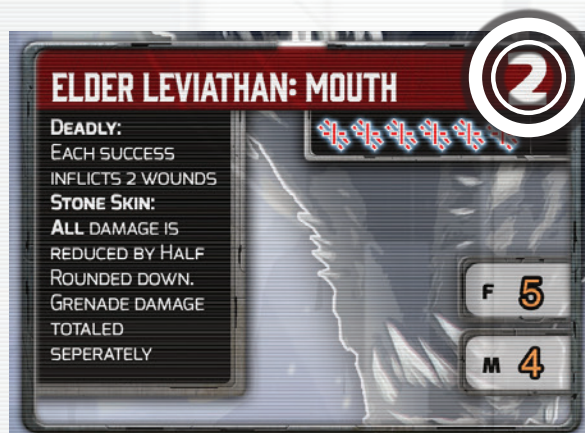 ELDER LEVIATHAN: MOUTH 2
DEADLY:
EACH SUCCESS
INFLICTS 2 WOUNDS
STONE SKIN:
ALL DAMAGE IS
REDUCED BY HALF
ROUNDED DOWN.
GRENADE DAMAGE
TOTALED
SEPERATELY
F 5
M 4